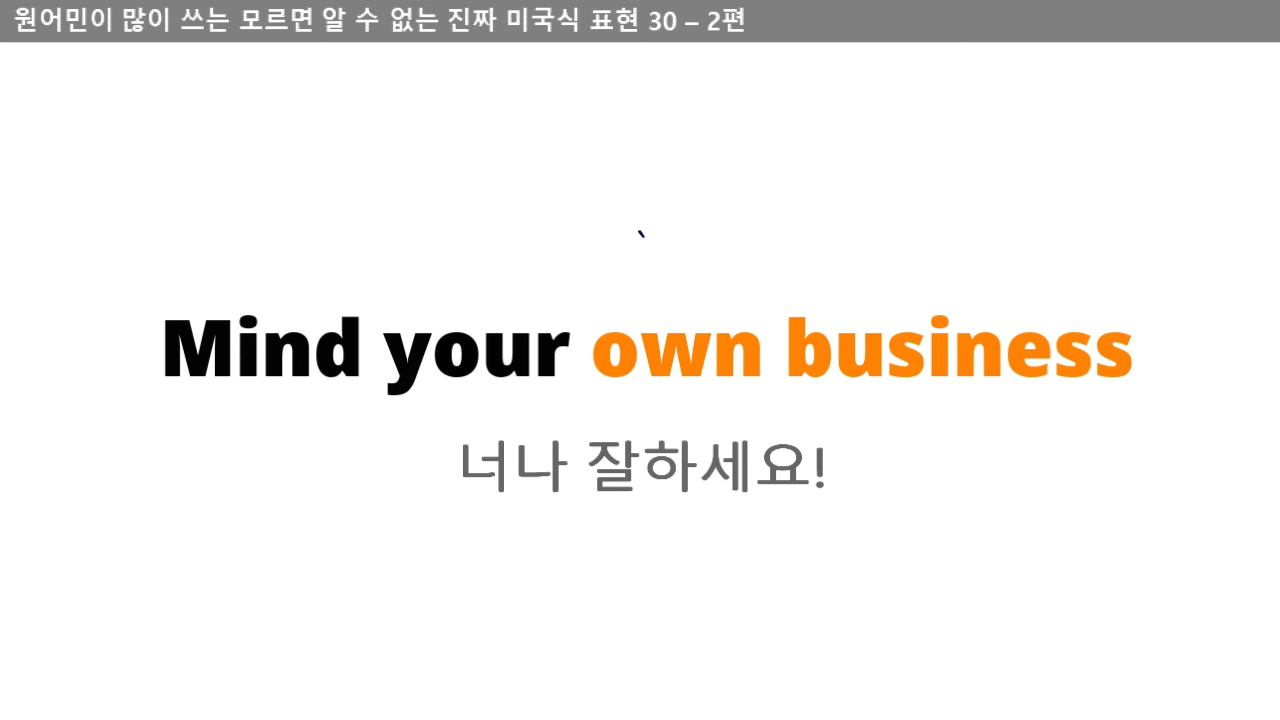 원어민이 많이 쓰는 모르면 알 수 없는 진짜 미국식 표현 30 – 2편
`
Mind your own business
너나 잘하세요!